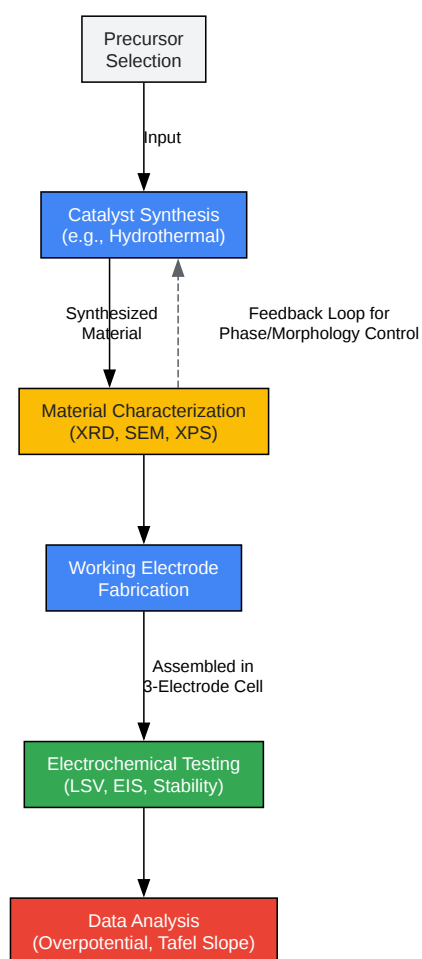 Precursor
Selection
Input
Catalyst Synthesis
(e.g., Hydrothermal)
Synthesized
Material
Feedback Loop for
Phase/Morphology Control
Material Characterization
(XRD, SEM, XPS)
Working Electrode
Fabrication
Assembled in
3-Electrode Cell
Electrochemical Testing
(LSV, EIS, Stability)
Data Analysis
(Overpotential, Tafel Slope)